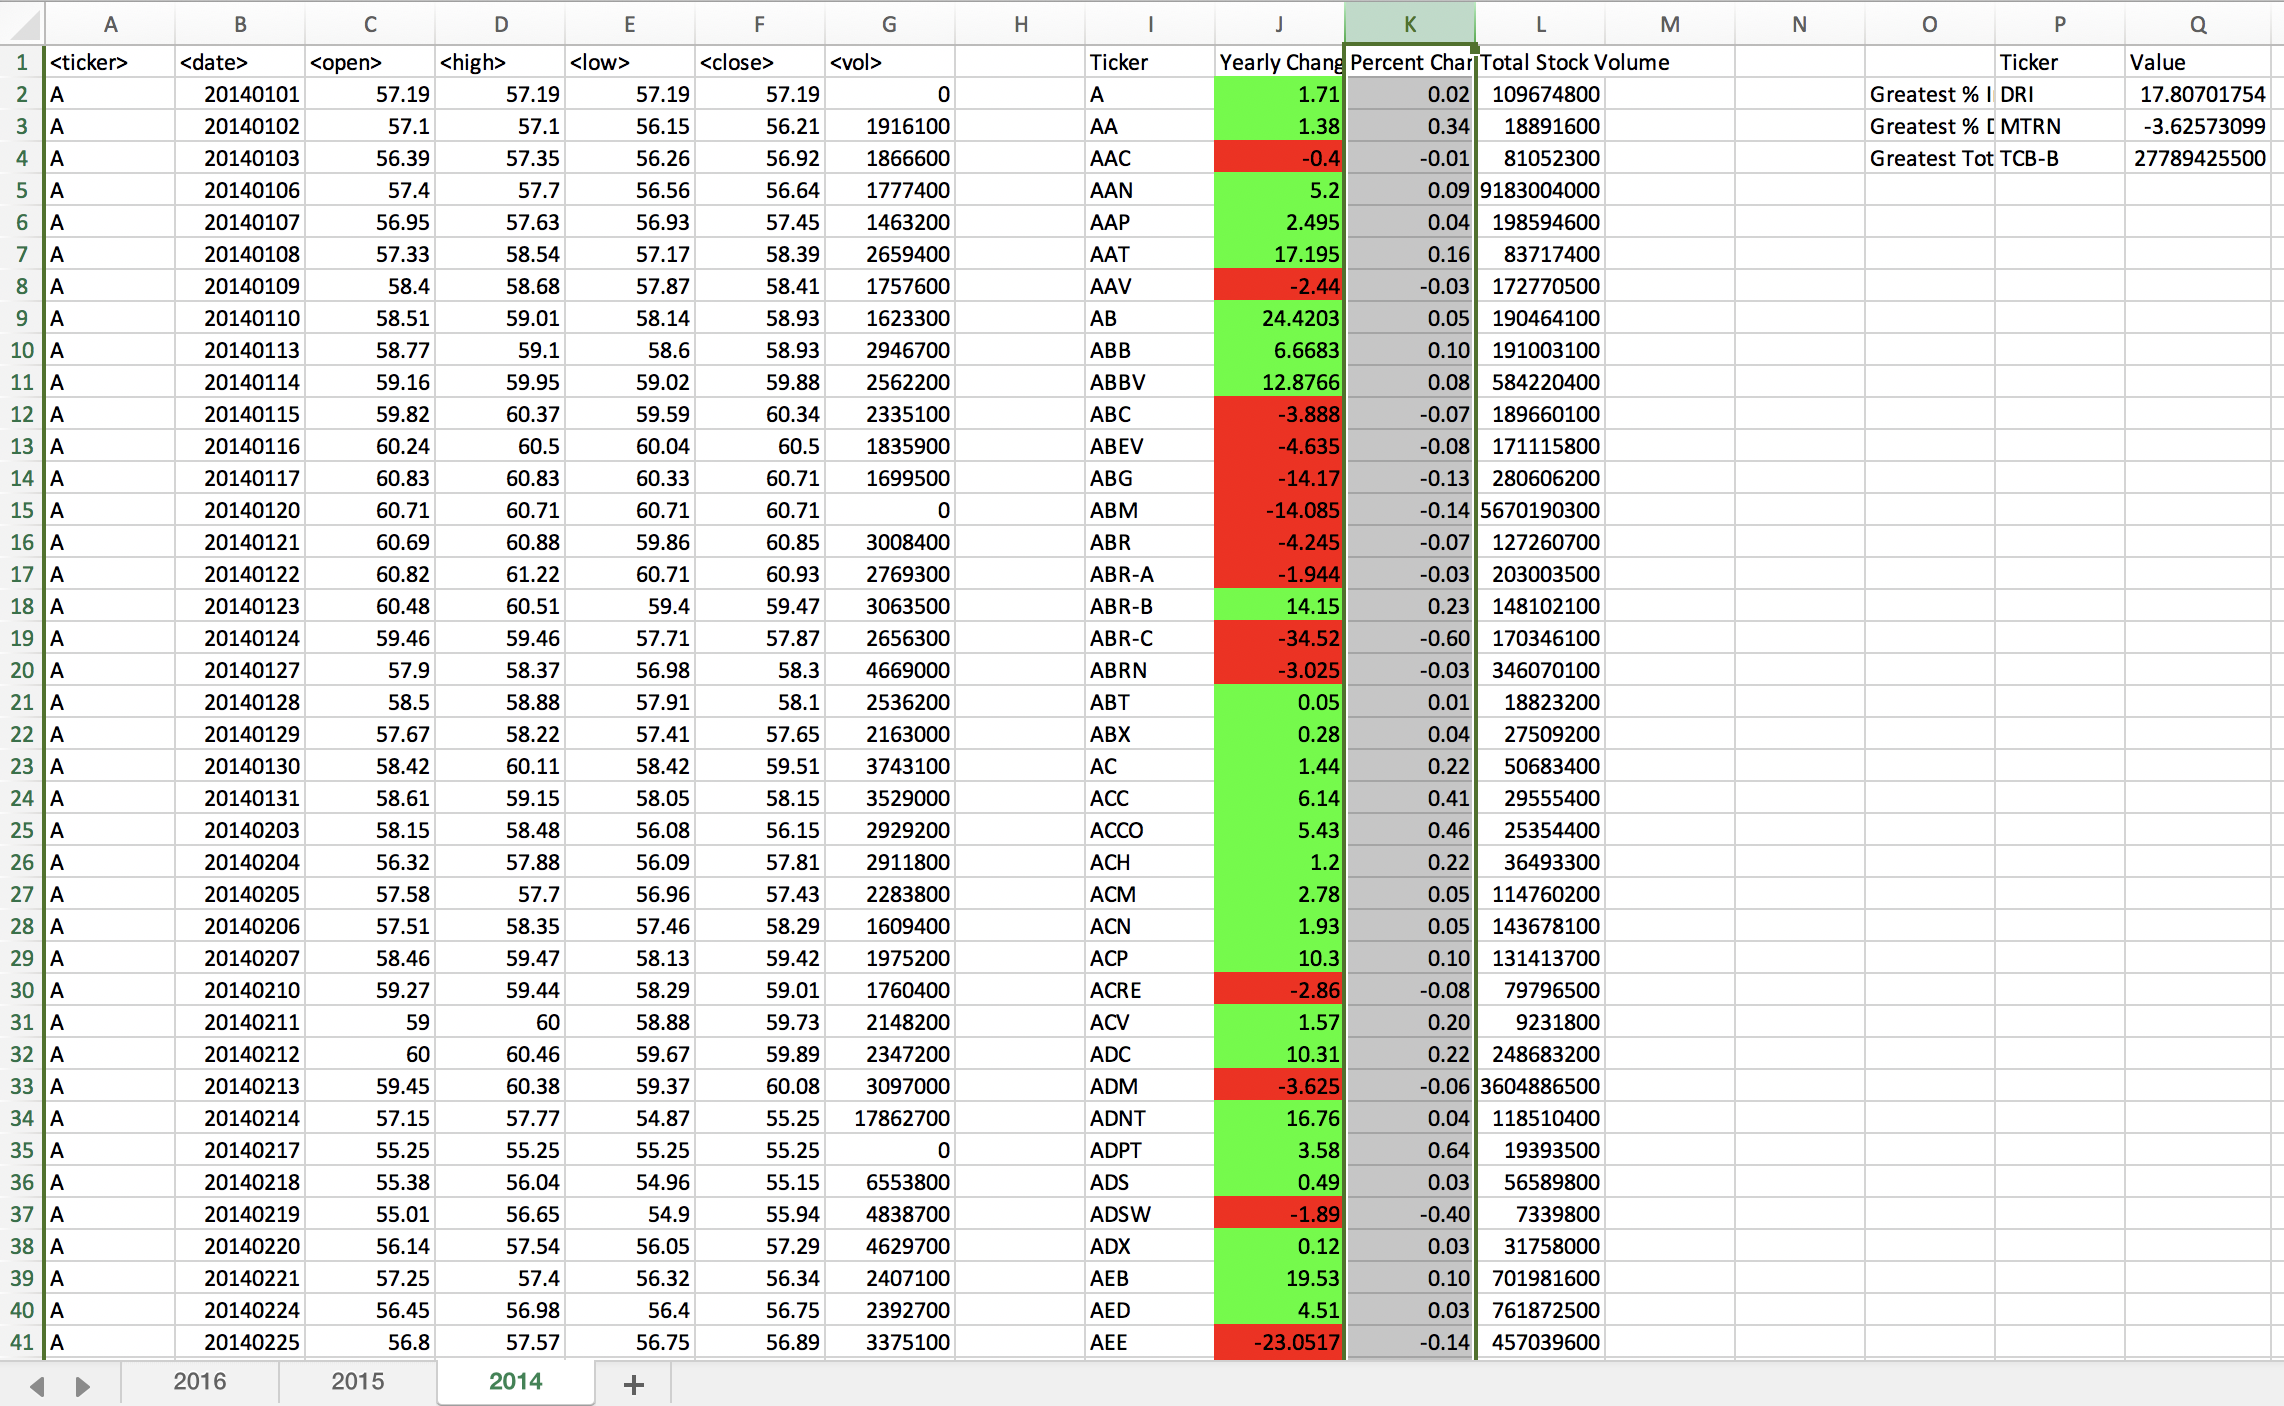 A B C D E F G H I J K L M N O P Q
1 <ticker> <date> <open> <high> <low> <close> <vol> Ticker Yearly Chang Percent Char Total Stock Volume Ticker Value
2 A 20140101 57.19 57.19 57.19 57.19 0 A 1.71 0.02 109674800 Greatest % I DRI 17.80701754
3 A 20140102 57.1 57.1 56.15 56.21 1916100 AA 1.38 0.34 18891600 Greatest % D MTRN -3.62573099
4 A 20140103 56.39 57.35 56.26 56.92 1866600 AAC -0.4 -0.01 81052300 Greatest Tot TCB-B 27789425500
5 A 20140106 57.4 57.7 56.56 56.64 1777400 AAN 5.2 0.09 9183004000
6 A 20140107 56.95 57.63 56.93 57.45 1463200 AAP 2.495 0.04 198594600
7 A 20140108 57.33 58.54 57.17 58.39 2659400 AAT 17.195 0.16 83717400
8 A 20140109 58.4 58.68 57.87 58.41 1757600 AAV -2.44 -0.03 172770500
9 A 20140110 58.51 59.01 58.14 58.93 1623300 AB 24.4203 0.05 190464100
10 A 20140113 58.77 59.1 58.6 58.93 2946700 ABB 6.6683 0.10 191003100
11 A 20140114 59.16 59.95 59.02 59.88 2562200 ABBV 12.8766 0.08 584220400
12 A 20140115 59.82 60.37 59.59 60.34 2335100 ABC -3.888 -0.07 189660100
13 A 20140116 60.24 60.5 60.04 60.5 1835900 ABEV -4.635 -0.08 171115800
14 A 20140117 60.83 60.83 60.33 60.71 1699500 ABG -14.17 -0.13 280606200
15 A 20140120 60.71 60.71 60.71 60.71 0 ABM -14.085 -0.14 5670190300
16 A 20140121 60.69 60.88 59.86 60.85 3008400 ABR -4.245 -0.07 127260700
17 A 20140122 60.82 61.22 60.71 60.93 2769300 ABR-A -1.944 -0.03 203003500
18 A 20140123 60.48 60.51 59.4 59.47 3063500 ABR-B 14.15 0.23 148102100
19 A 20140124 59.46 59.46 57.71 57.87 2656300 ABR-C -34.52 -0.60 170346100
20 A 20140127 57.9 58.37 56.98 58.3 4669000 ABRN -3.025 -0.03 346070100
21 A 20140128 58.5 58.88 57.91 58.1 2536200 ABT 0.05 0.01 18823200
22 A 20140129 57.67 58.22 57.41 57.65 2163000 ABX 0.28 0.04 27509200
23 A 20140130 58.42 60.11 58.42 59.51 3743100 AC 1.44 0.22 50683400
24 A 20140131 58.61 59.15 58.05 58.15 3529000 ACC 6.14 0.41 29555400
25 A 20140203 58.15 58.48 56.08 56.15 2929200 ACCO 5.43 0.46 25354400
26 A 20140204 56.32 57.88 56.09 57.81 2911800 ACH 1.2 0.22 36493300
27 A 20140205 57.58 57.7 56.96 57.43 2283800 ACM 2.78 0.05 114760200
28 A 20140206 57.51 58.35 57.46 58.29 1609400 ACN 1.93 0.05 143678100
29 A 20140207 58.46 59.47 58.13 59.42 1975200 ACP 10.3 0.10 131413700
30 A 20140210 59.27 59.44 58.29 59.01 1760400 ACRE -2.86 -0.08 79796500
31 A 20140211 59 60 58.88 59.73 2148200 ACV 1.57 0.20 9231800
32 A 20140212 60 60.46 59.67 59.89 2347200 ADC 10.31 0.22 248683200
33 A 20140213 59.45 60.38 59.37 60.08 3097000 ADM -3.625 -0.06 3604886500
34 A 20140214 57.15 57.77 54.87 55.25 17862700 ADNT 16.76 0.04 118510400
35 A 20140217 55.25 55.25 55.25 55.25 0 ADPT 3.58 0.64 19393500
36 A 20140218 55.38 56.04 54.96 55.15 6553800 ADS 0.49 0.03 56589800
37 A 20140219 55.01 56.65 54.9 55.94 4838700 ADSW -1.89 -0.40 7339800
38 A 20140220 56.14 57.54 56.05 57.29 4629700 ADX 0.12 0.03 31758000
39 A 20140221 57.25 57.4 56.32 56.34 2407100 AEB 19.53 0.10 701981600
40 A 20140224 56.45 56.98 56.4 56.75 2392700 AED 4.51 0.03 761872500
41 A 20140225 56.8 57.57 56.75 56.89 3375100 AEE -23.0517 -0.14 457039600
2016 2015 2014 +